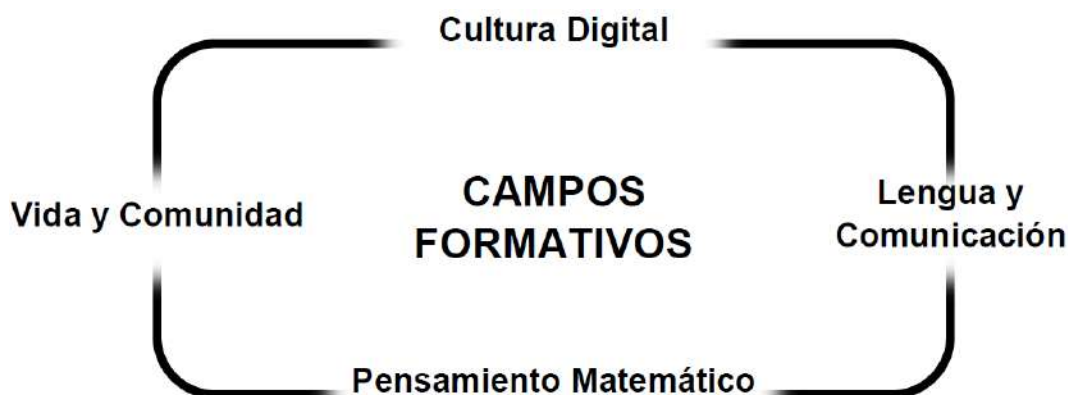 Cultura Digital
Vida y Comunidad
CAMPOS
FORMATIVOS
Lengua y
Comunicación
Pensamiento Matemático